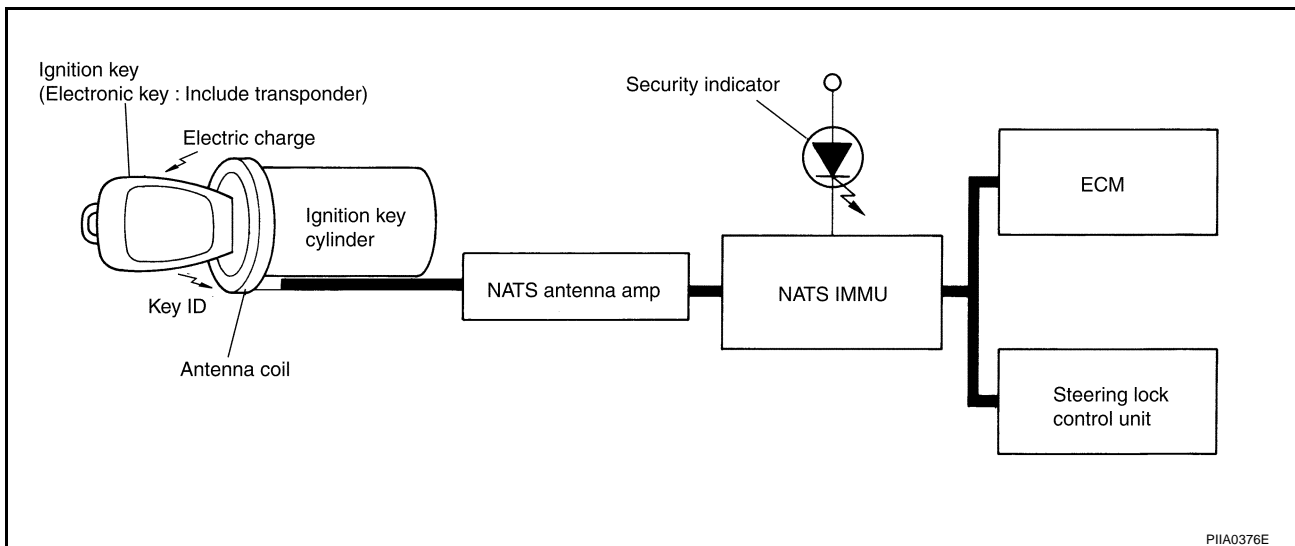 Ignition key
(Electronic key : Include transponder)
Electric charge
Ignition key
cylinder
Key ID
Antenna coil
NATS antenna amp
Security indicator
NATS IMMU
ECM
Steering lock
control unit
PIIA0376E